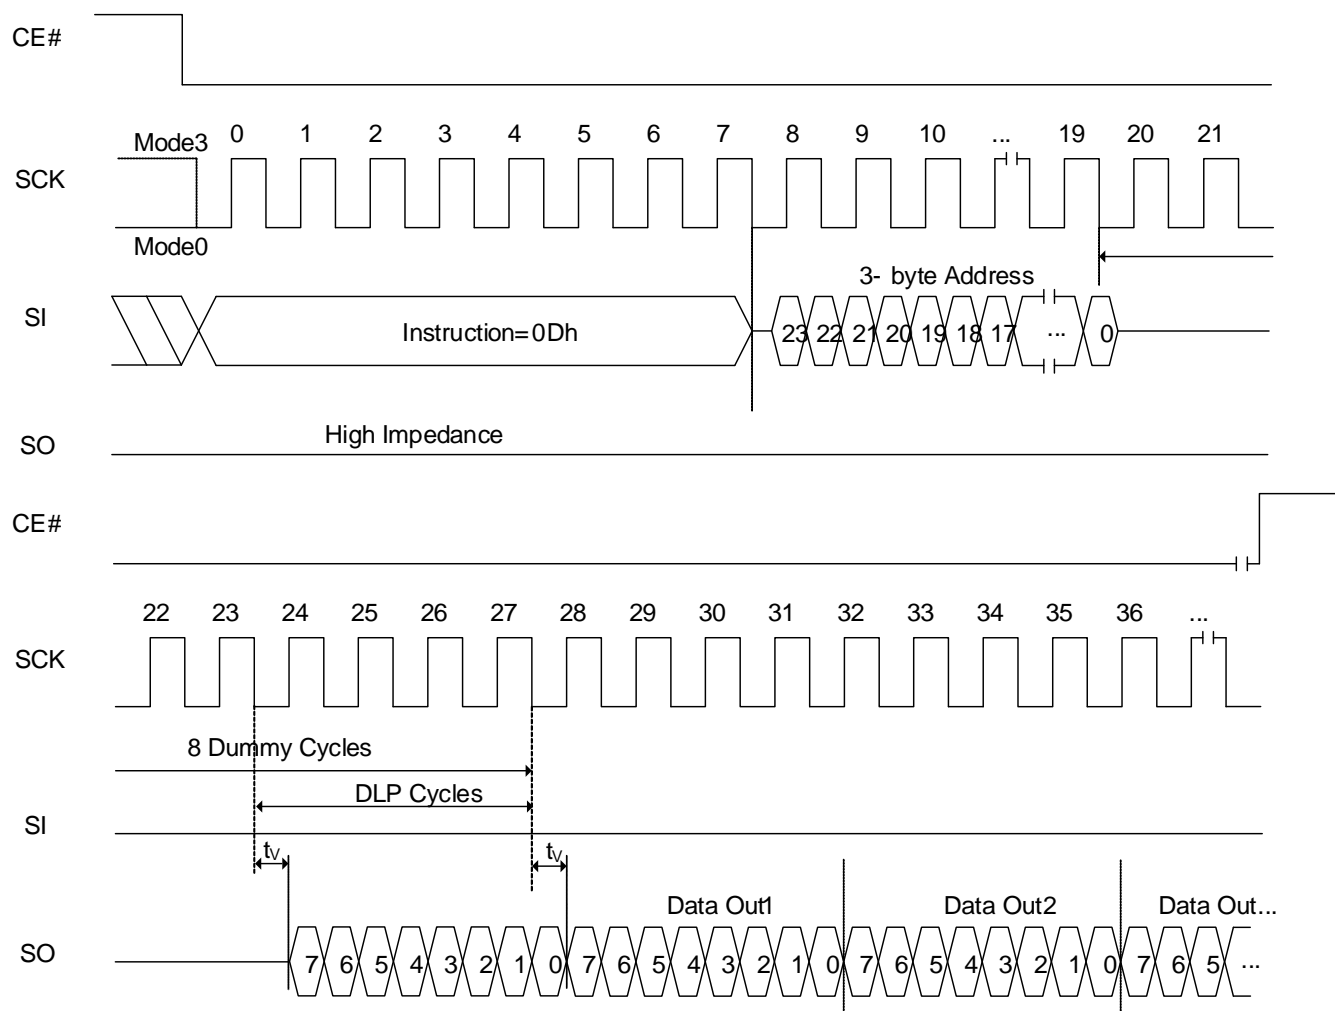 CE#
Mode3 0 1 2 3 4 5 6 7 8 9 10 ... 19 20 21
SCK
Mode0
3- byte Address
SI
Instruction=0Dh 23 22 21 20 19 18 17 ... 0
High Impedance
SO
CE#
22 23 24 25 26 27 28 29 30 31 32 33 34 35 36 ...
SCK
8 Dummy Cycles
DLP Cycles
SI
tV tV
Data Out1 Data Out2 Data Out...
SO
7 6 5 4 3 2 1 0 7 6 5 4 3 2 1 0 7 6 5 4 3 2 1 0 7 6 5 ...